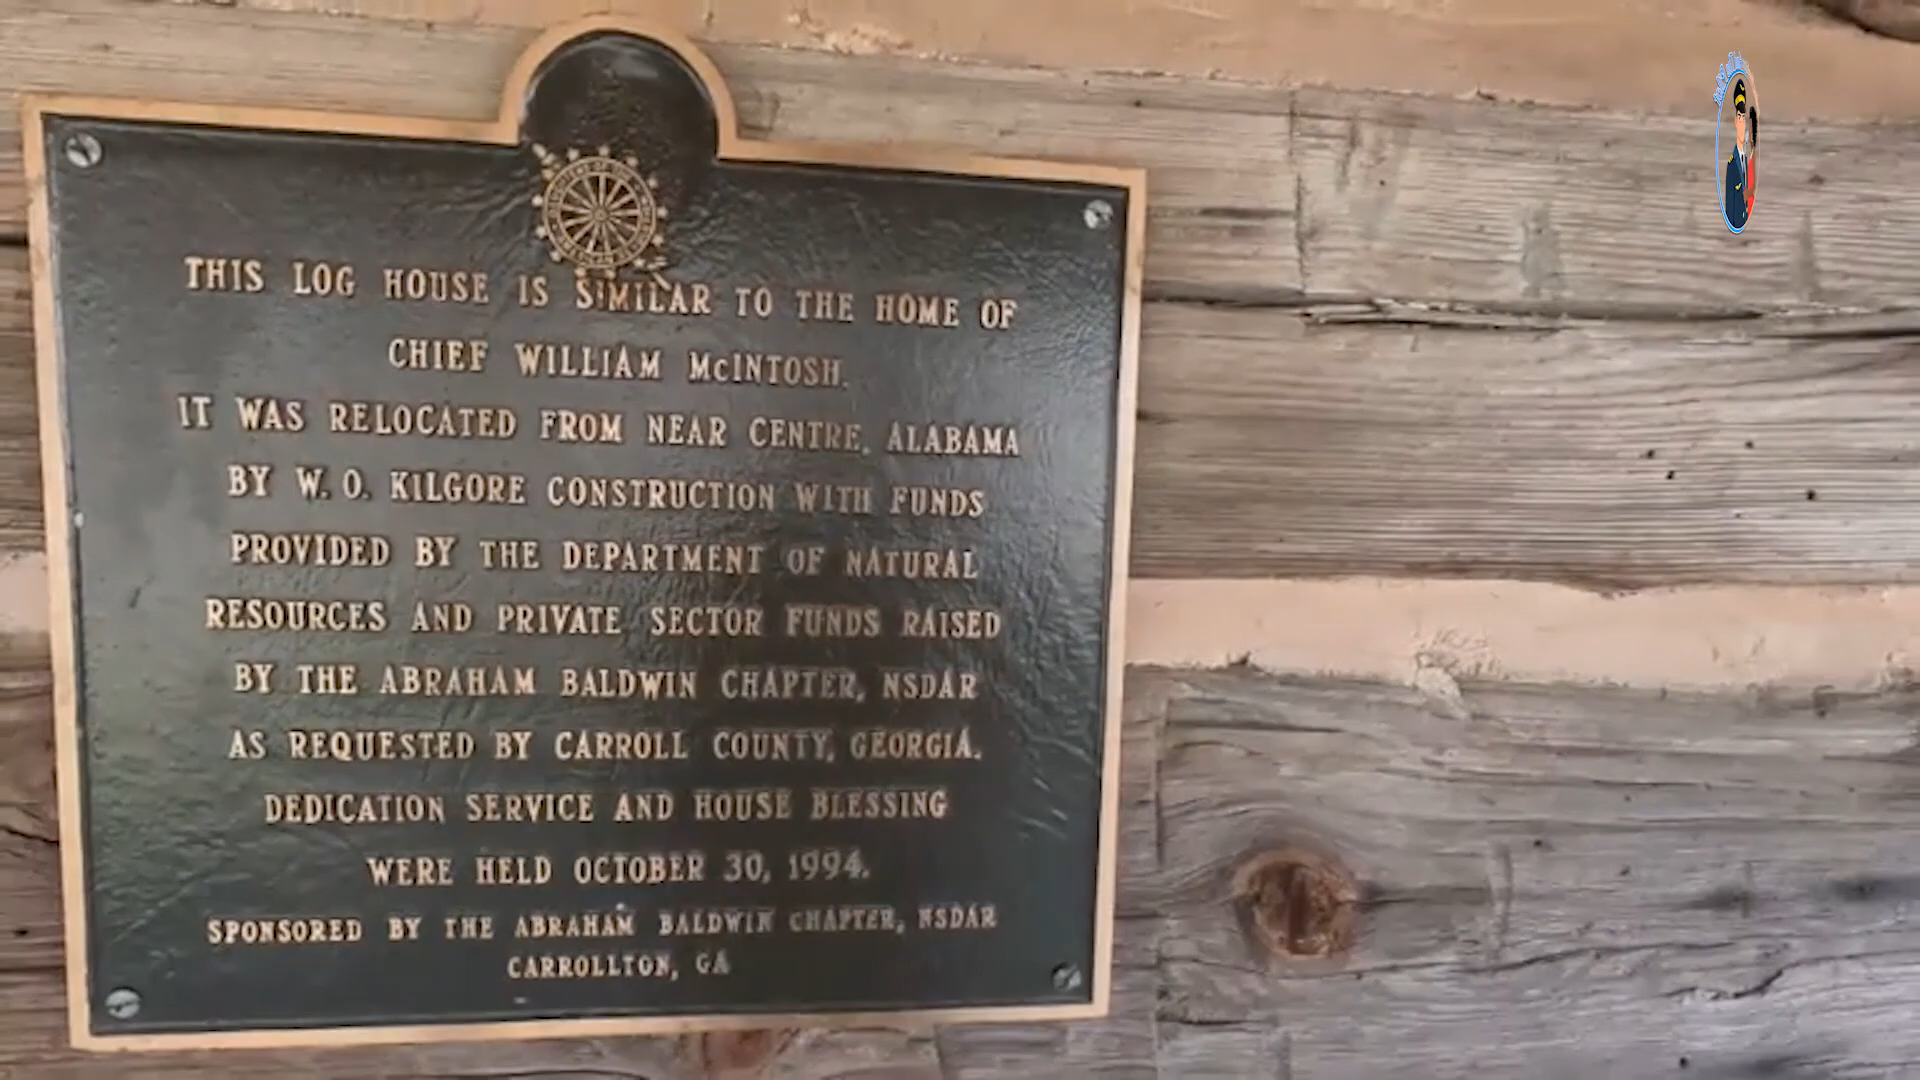 THIS LOG HOUSE IS SIMILAR TO THE HOME OF
CHIEF WILLIAM McINTOSH.
IT WAS RELOCATED FROM NEAR CENTRE, ALABAMA
BY W. O. KILGORE CONSTRUCTION WITH FUNDS
PROVIDED BY THE DEPARTMENT OF NATURAL
RESOURCES AND PRIVATE SECTOR FUNDS RAISED
BY THE ABRAHAM BALDWIN CHAPTER, NSDAR
AS REQUESTED BY CARROLL COUNTY, GEORGIA.
DEDICATION SERVICE AND HOUSE BLESSING
WERE HELD OCTOBER 30, 1994.
SPONSORED BY THE ABRAHAM BALDWIN CHAPTER, NSDAR
CARROLLTON, GA